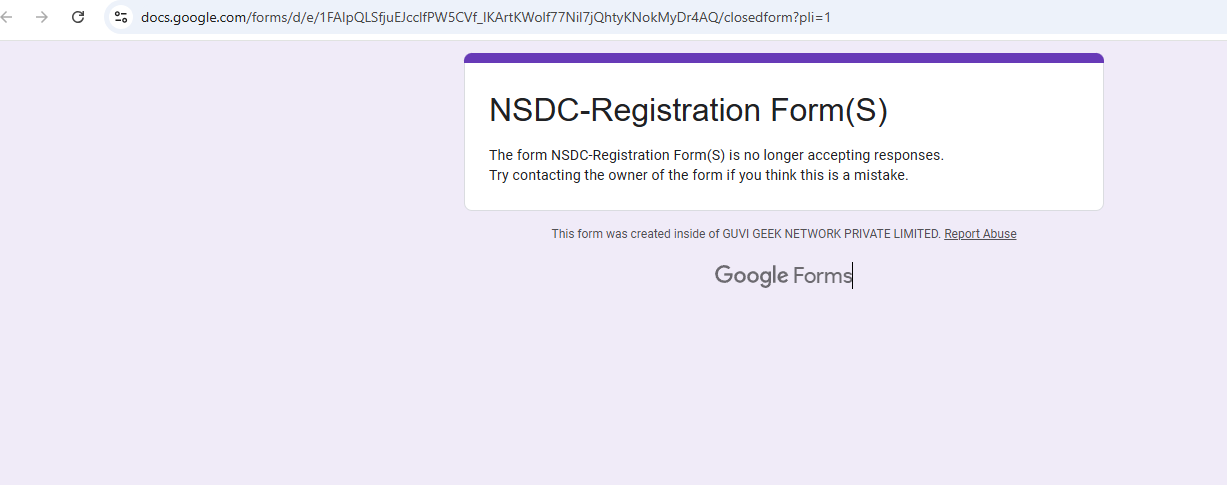 docs.google.com/forms/d/e/1FAIpQLSfjuEJcclfPW5CVf_lKArtKWolf77Nil7jQhtyKNokMyDr4AQ/closedform?pli=1
NSDC-Registration Form(S)
The form NSDC-Registration Form(S) is no longer accepting responses.
Try contacting the owner of the form if you think this is a mistake.
This form was created inside of GUVI GEEK NETWORK PRIVATE LIMITED. Report Abuse
Google Forms